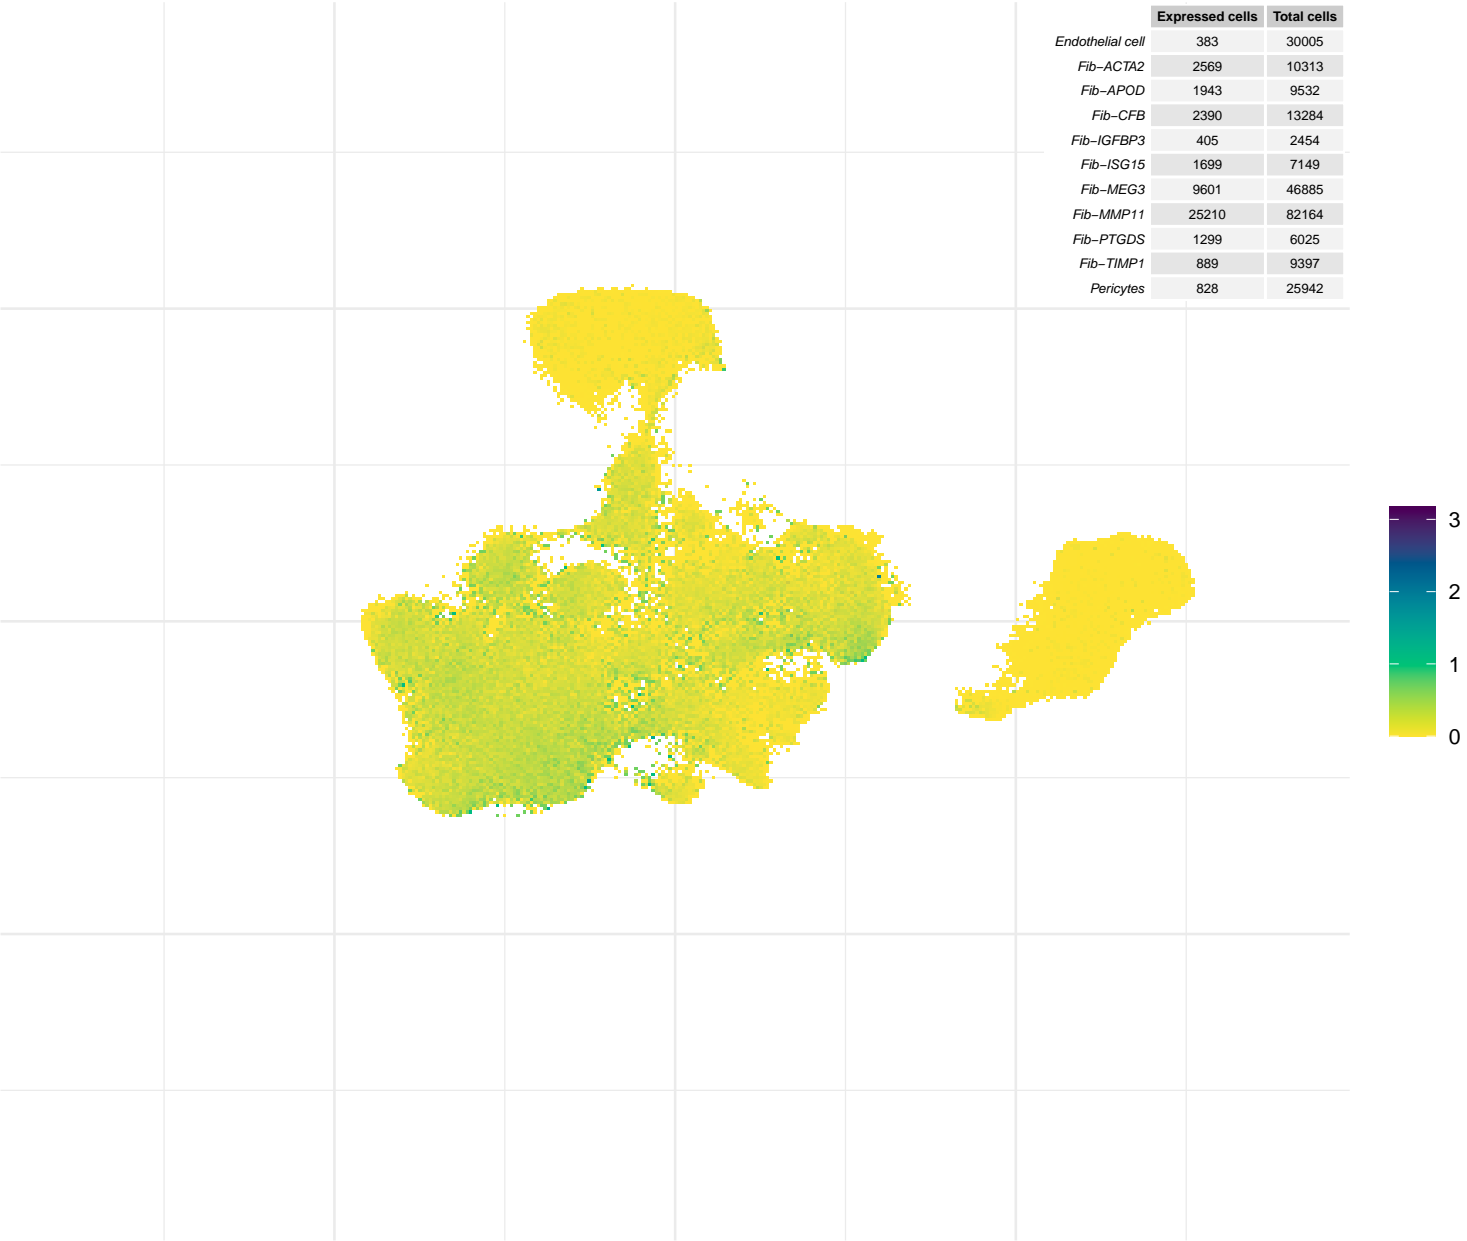 Expressed cells Total cells
Endothelial cell 383 30005
Fib−ACTA2 2569 10313
Fib−APOD 1943 9532
Fib−CFB 2390 13284
Fib−IGFBP3 405 2454
Fib−ISG15 1699 7149
Fib−MEG3 9601 46885
Fib−MMP11 25210 82164
Fib−PTGDS 1299 6025
Fib−TIMP1 889 9397
Pericytes 828 25942
3
2
1
0